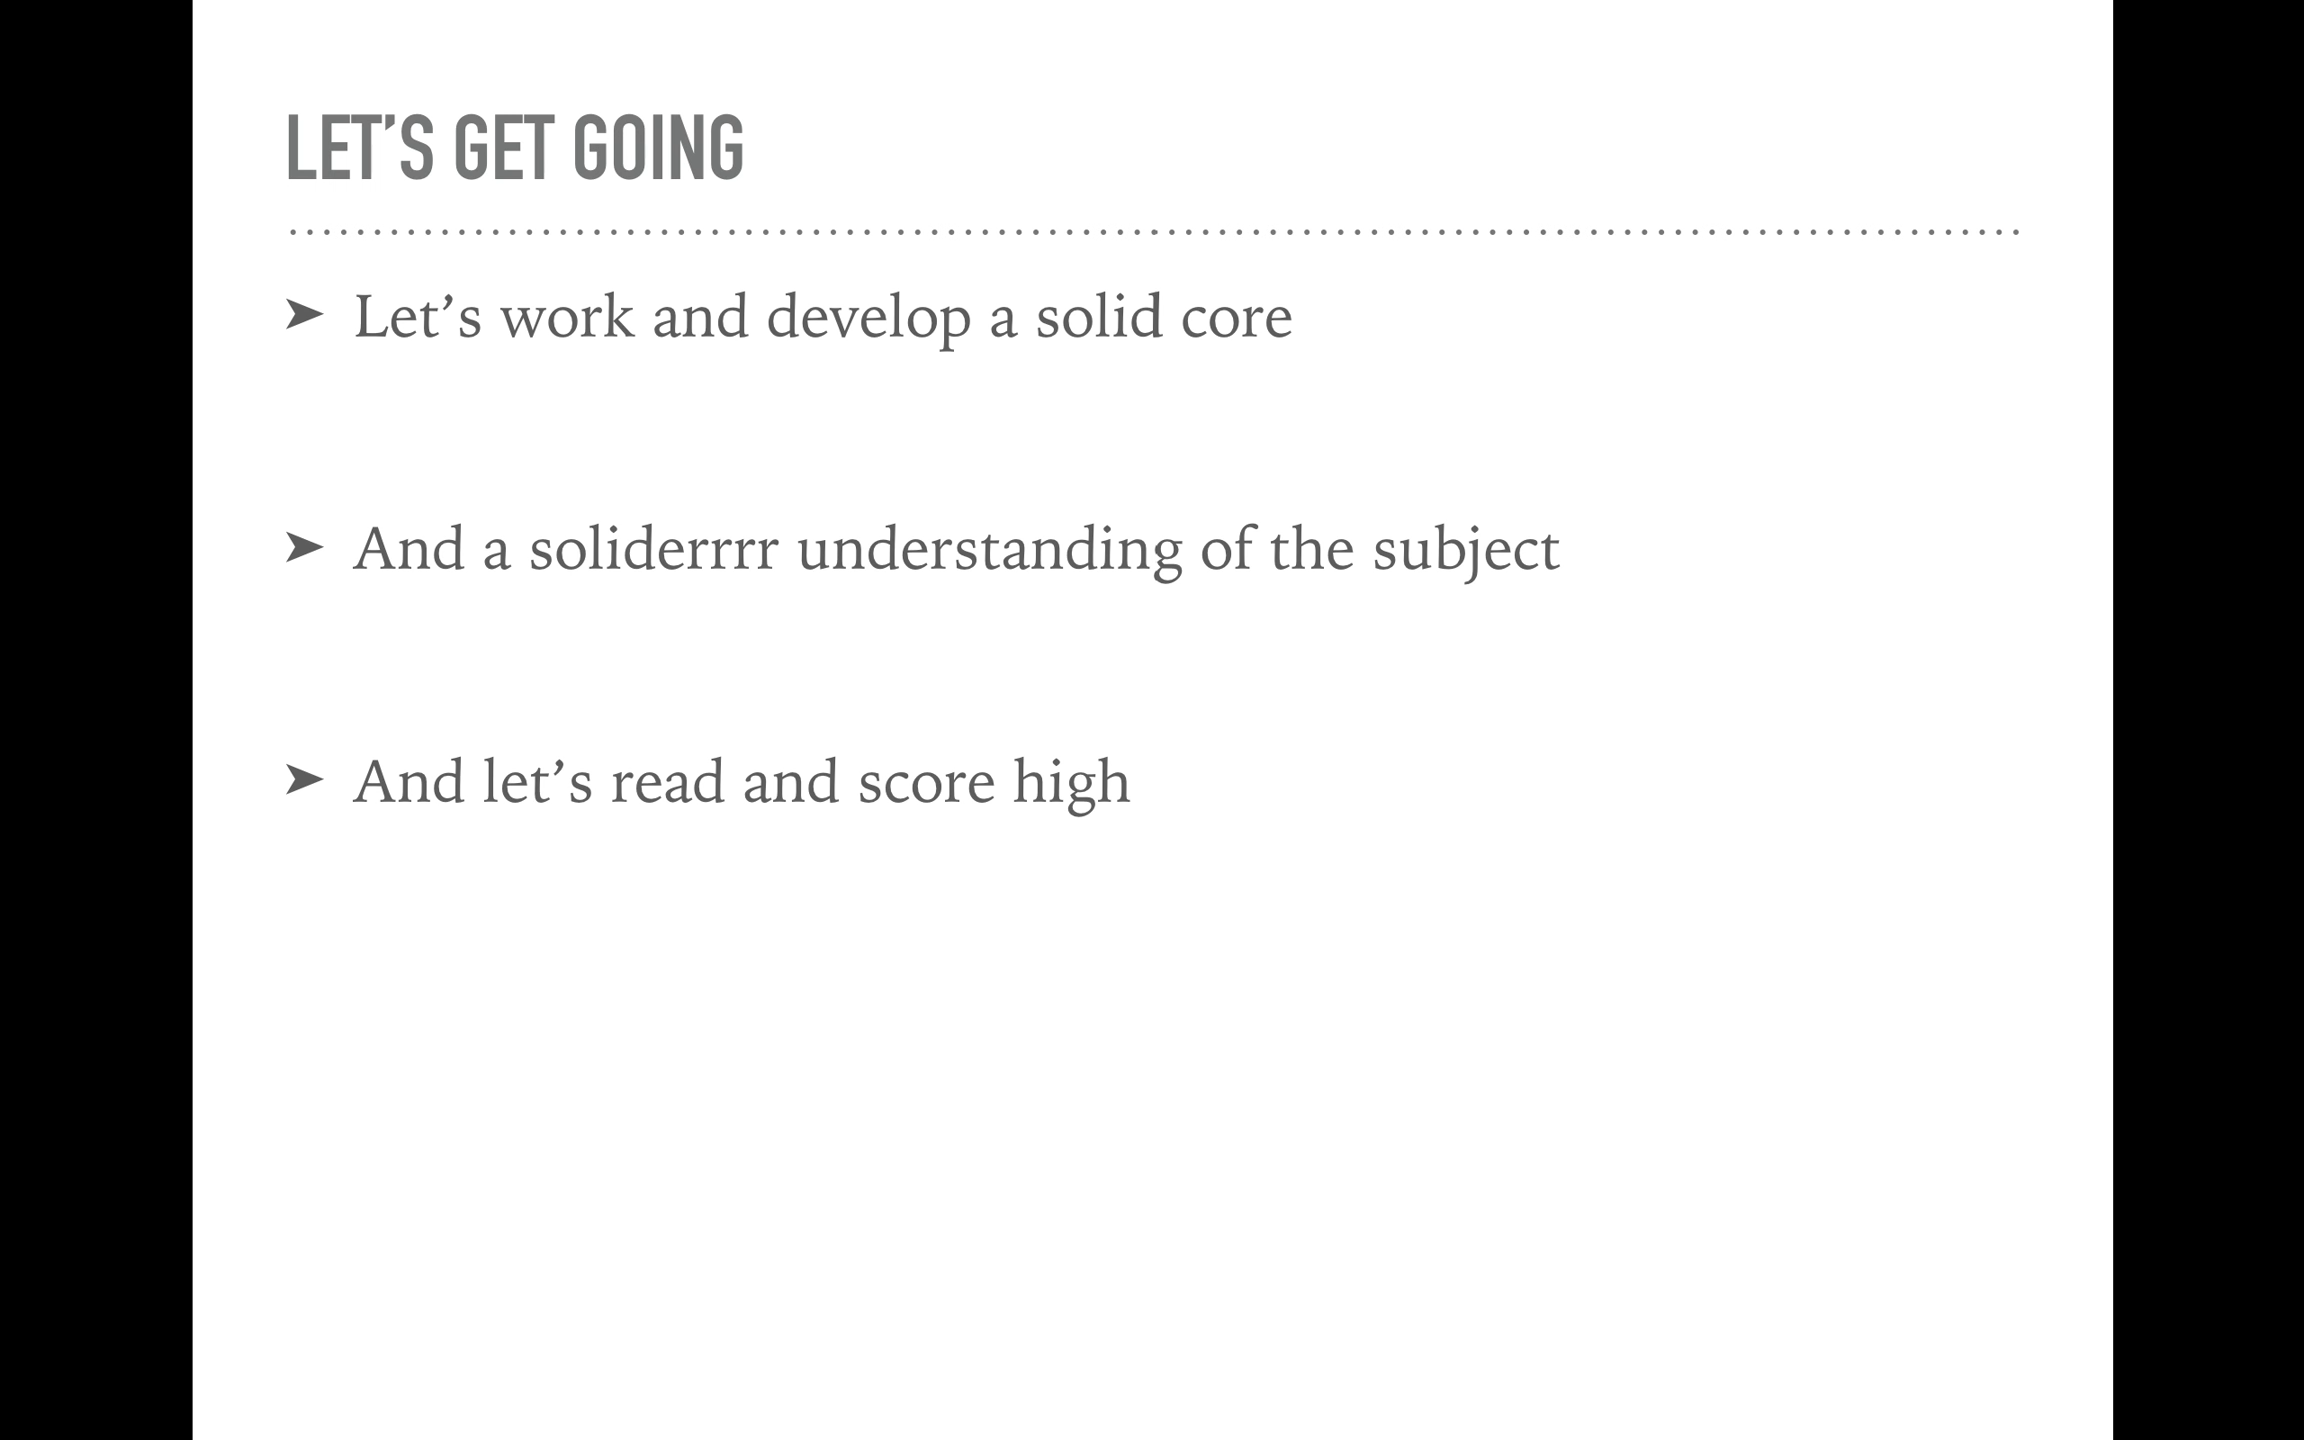 LET’S GET GOING
➤ Let’s work and develop a solid core
➤ And a soliderrrr understanding of the subject
➤ And let’s read and score high